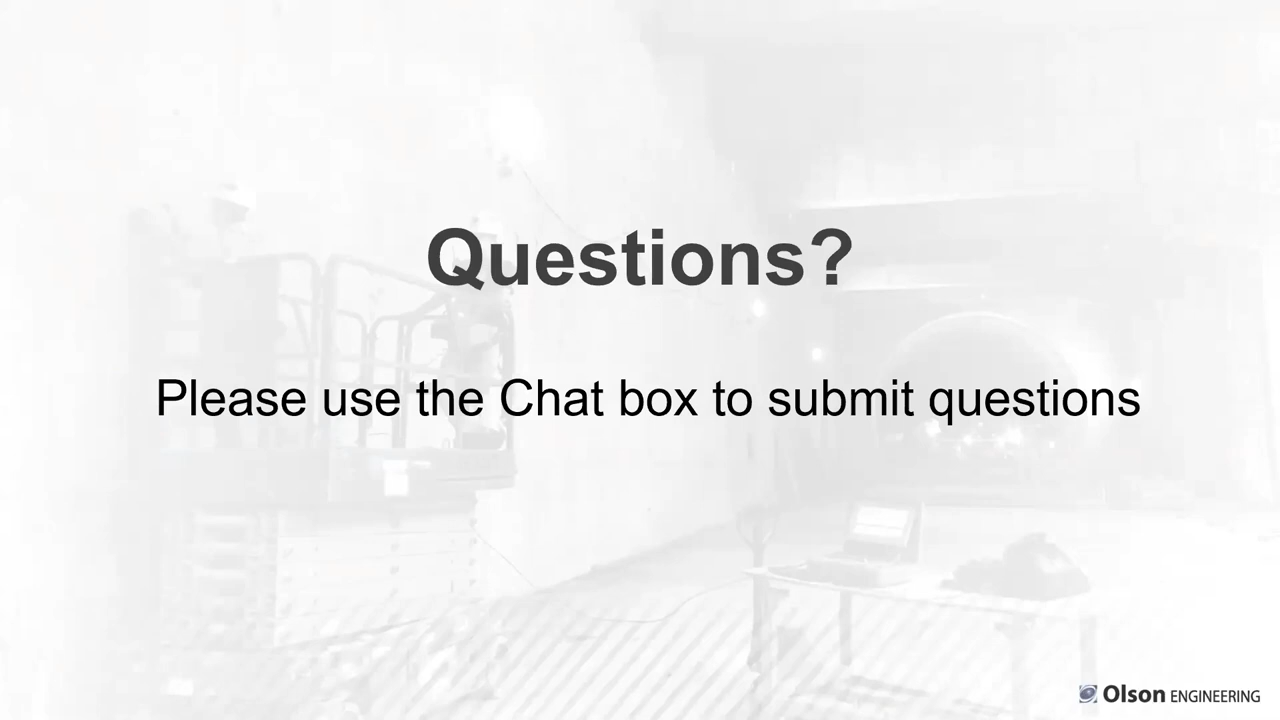 Questions?
Please use the Chat box to submit questions
Olson ENGINEERING